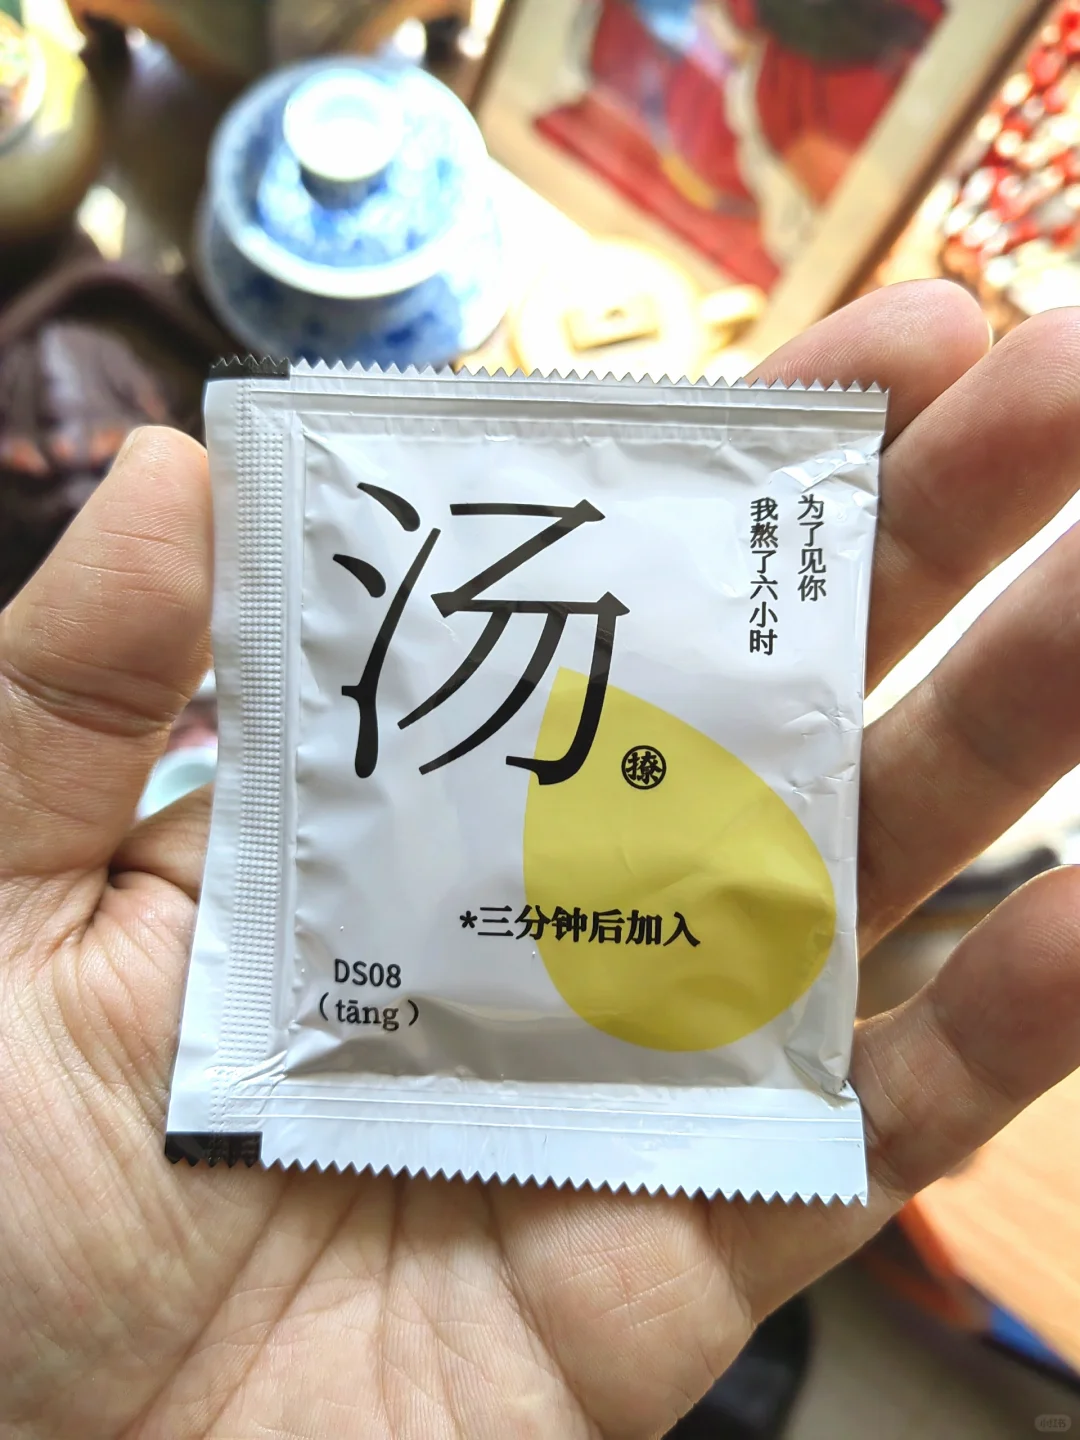 汤
撩
为了见你
我熬了六小时
*三分钟后加入
DS08
(tāng)